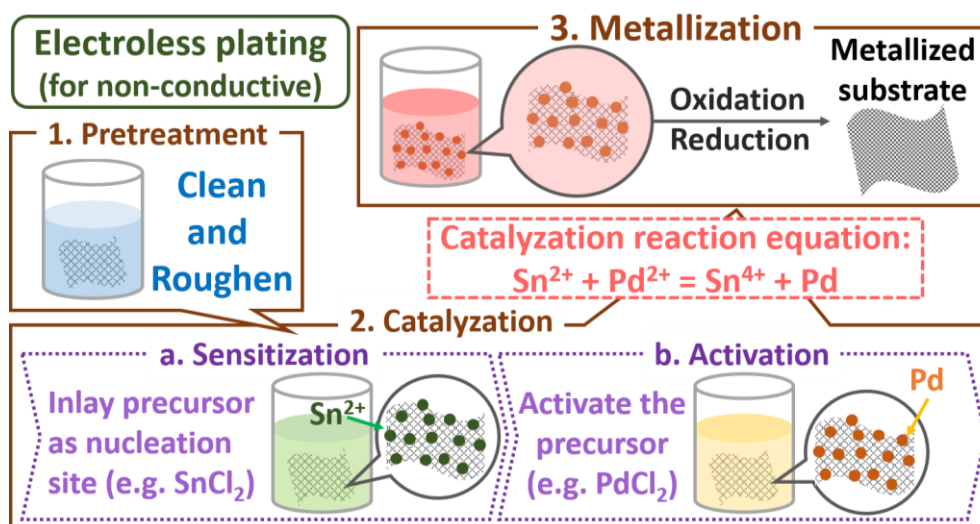 Electroless plating
(for non-conductive)
1. Pretreatment
Clean
and
Roughen
3. Metallization
Oxidation
Reduction
Metallized
substrate
Catalyzation reaction equation:
Sn²⁺ + Pd²⁺ = Sn⁴⁺ + Pd
2. Catalyzation
a. Sensitization
Inlay precursor
as nucleation
site (e.g. SnCl₂)
Sn²⁺
b. Activation
Activate the
precursor
(e.g. PdCl₂)
Pd